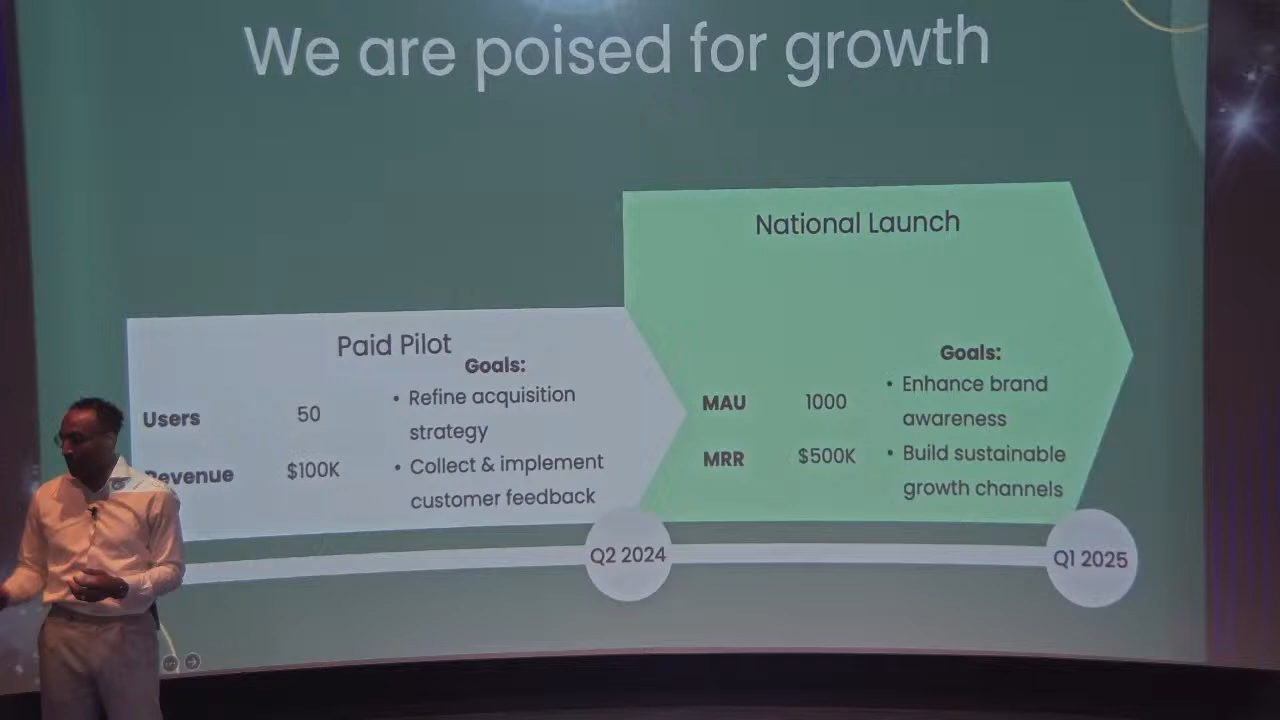 We are poised for growth
National Launch
Paid Pilot
Goals:
Users 50
• Refine acquisition
strategy
Revenue $100K
• Collect & implement
customer feedback
Goals:
MAU 1000
• Enhance brand
awareness
MRR $500K
• Build sustainable
growth channels
Q2 2024
Q1 2025